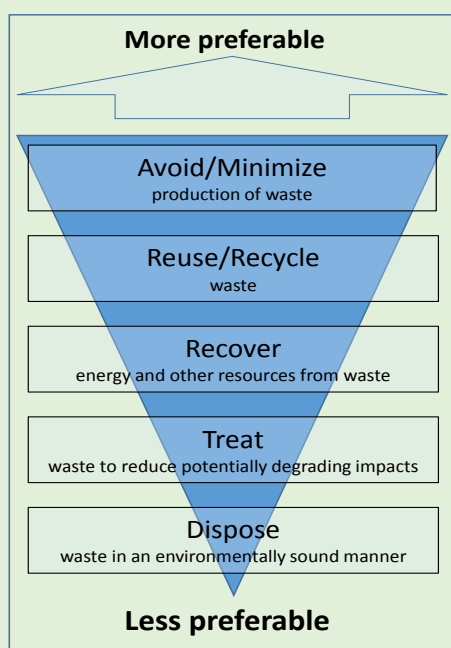 More preferable
Avoid/Minimize
production of waste
Reuse/Recycle
waste
Recover
energy and other resources from waste
Treat
waste to reduce potentially degrading impacts
Dispose
waste in an environmentally sound manner
Less preferable